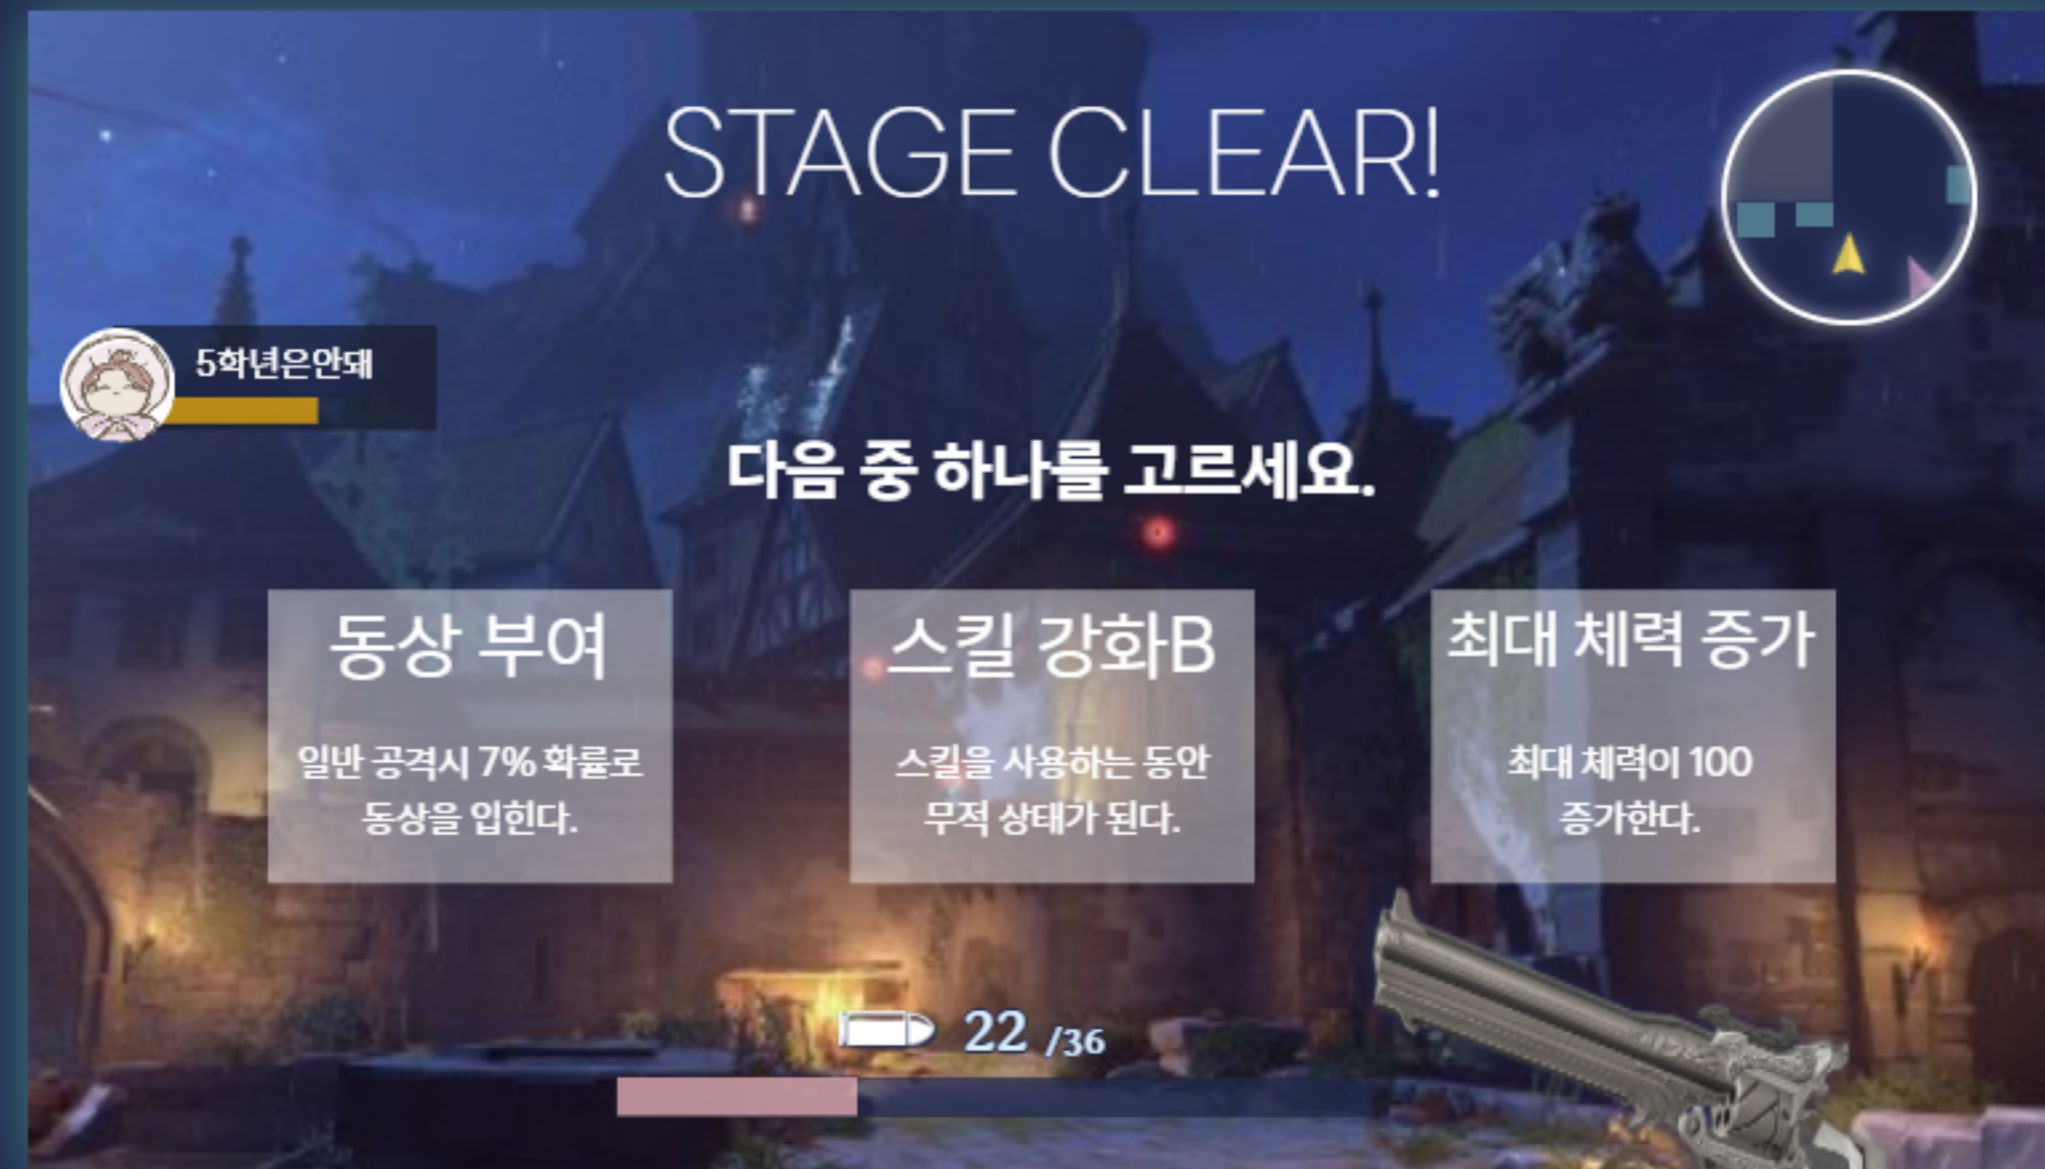 STAGE CLEAR!
5학년은안돼
다음 중 하나를 고르세요.
동상 부여
일반 공격시 7% 확률로
동상을 입힌다.
스킬 강화B
스킬을 사용하는 동안
무적 상태가 된다.
최대 체력 증가
최대 체력이 100
증가한다.
22 /36